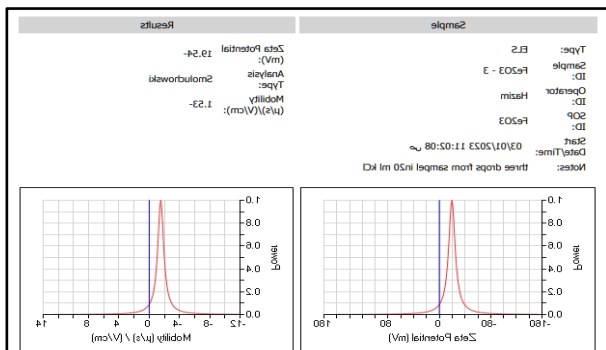 Sample
Type: ELS
Sample ID: Fe2O3 - 3
Operator ID: Hazim
SOP ID: Fe2O3
Start Date/Time: 03/01/2023 11:02:08 ص
Notes: three drops from sampel in20 ml kCl
Results
Zeta Potential (mV): 19.54-
Analysis Type: Smoluchowski
Mobility (μ/s)/(V/cm): 1.53-
Power
1.0
0.8
0.6
0.4
0.2
0.0
-160 -80 0 80 180
Zeta Potential (mV)
Power
1.0
0.8
0.6
0.4
0.2
0.0
-12 -8 -4 0 4 8 14
Mobility (μ/s) / (V/cm)